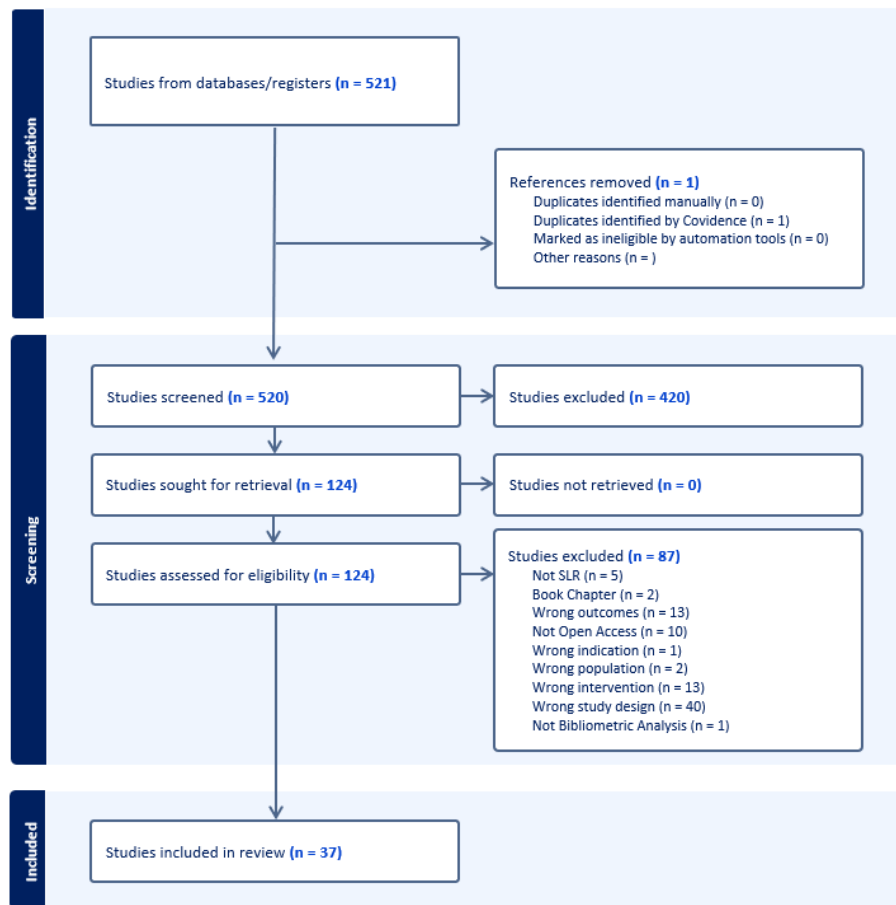 Identification
Studies from databases/registers (n = 521)
References removed (n = 1)
Duplicates identified manually (n = 0)
Duplicates identified by Covidence (n = 1)
Marked as ineligible by automation tools (n = 0)
Other reasons (n = )
Screening
Studies screened (n = 520)
Studies excluded (n = 420)
Studies sought for retrieval (n = 124)
Studies not retrieved (n = 0)
Studies assessed for eligibility (n = 124)
Studies excluded (n = 87)
Not SLR (n = 5)
Book Chapter (n = 2)
Wrong outcomes (n = 13)
Not Open Access (n = 10)
Wrong indication (n = 1)
Wrong population (n = 2)
Wrong intervention (n = 13)
Wrong study design (n = 40)
Not Bibliometric Analysis (n = 1)
Included
Studies included in review (n = 37)